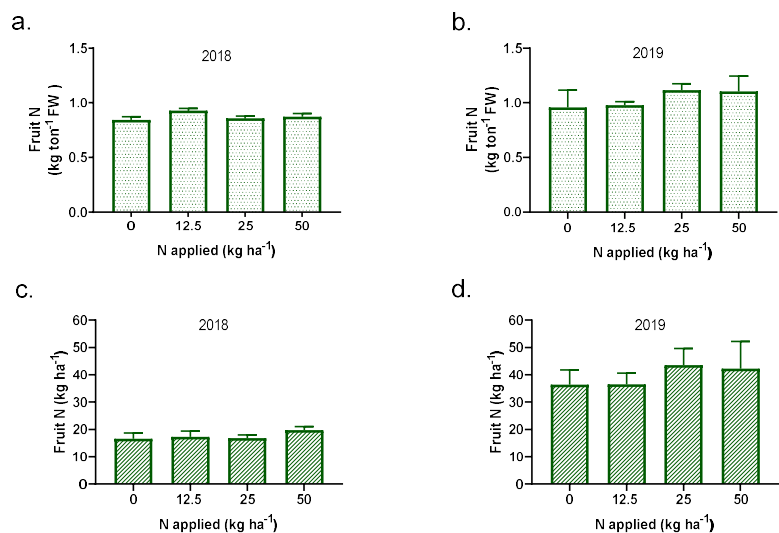 a.
2018
Fruit N
(kg ton⁻¹ FW )
1.5
1.0
0.5
0.0
0 12.5 25 50
N applied (kg ha⁻¹)
b.
2019
Fruit N
(kg ton⁻¹ FW)
1.5
1.0
0.5
0.0
0 12.5 25 50
N applied (kg ha⁻¹)
c.
2018
Fruit N (kg ha⁻¹)
60
50
40
30
20
10
0
0 12.5 25 50
N applied (kg ha⁻¹)
d.
2019
Fruit N (kg ha⁻¹)
60
50
40
30
20
10
0
0 12.5 25 50
N applied (kg ha⁻¹)